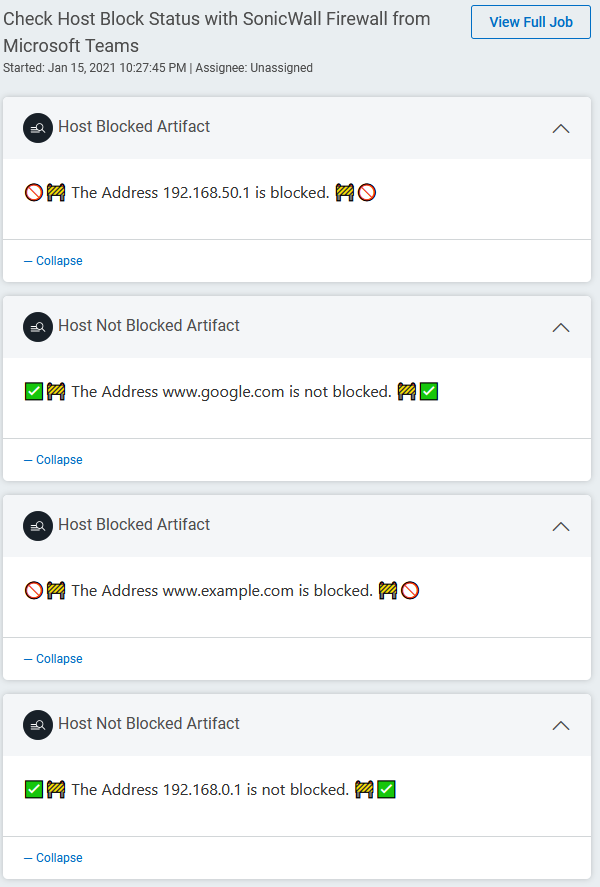 Check Host Block Status with SonicWall Firewall from
Microsoft Teams
View Full Job
Started: Jan 15, 2021 10:27:45 PM | Assignee: Unassigned
Host Blocked Artifact
The Address 192.168.50.1 is blocked.
— Collapse
Host Not Blocked Artifact
The Address www.google.com is not blocked.
— Collapse
Host Blocked Artifact
The Address www.example.com is blocked.
— Collapse
Host Not Blocked Artifact
The Address 192.168.0.1 is not blocked.
— Collapse